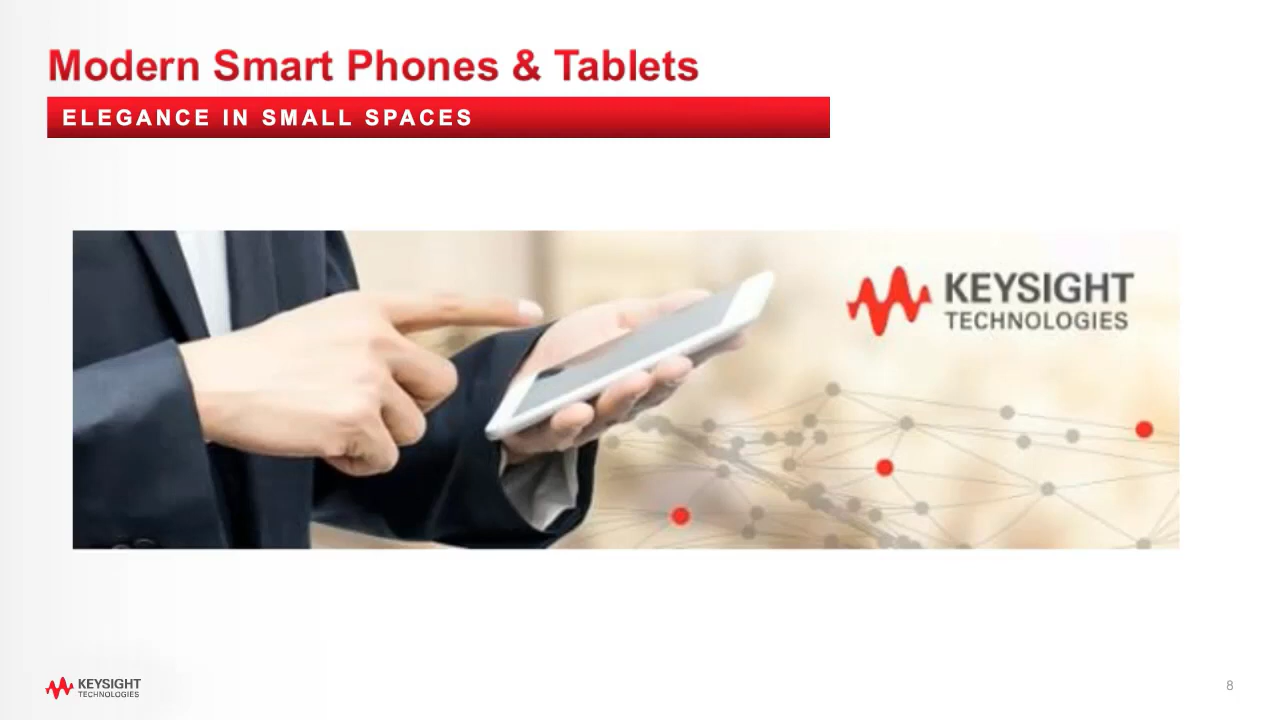 Modern Smart Phones & Tablets
ELEGANCE IN SMALL SPACES
KEYSIGHT
TECHNOLOGIES
KEYSIGHT
TECHNOLOGIES
8